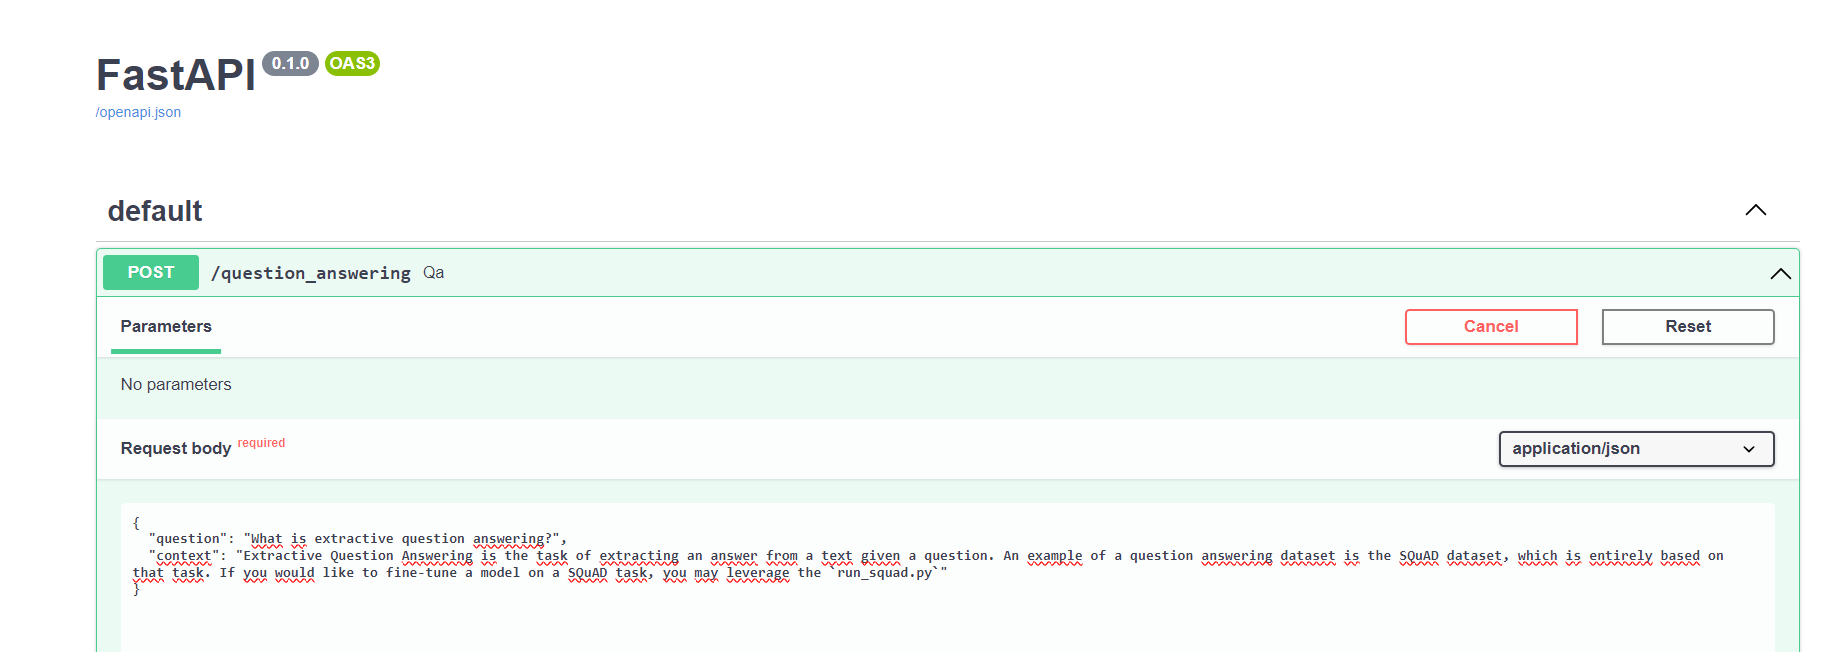 FastAPI 0.1.0 OAS3
/openapi.json
default
POST /question_answering Qa
Parameters Cancel Reset
No parameters
Request body required application/json
{
"question": "What is extractive question answering?",
"context": "Extractive Question Answering is the task of extracting an answer from a text given a question. An example of a question answering dataset is the SQuAD dataset, which is entirely based on
that task. If you would like to fine-tune a model on a SQuAD task, you may leverage the `run_squad.py`"
}